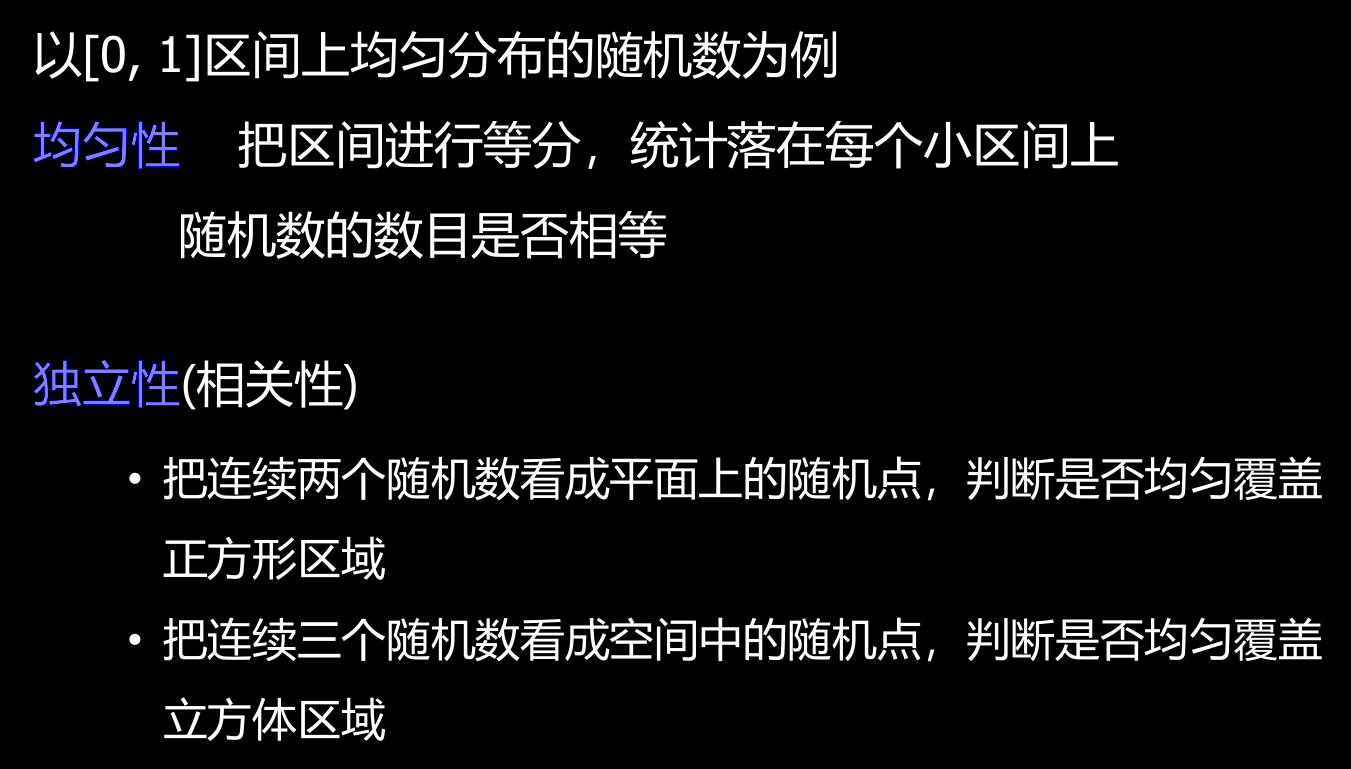 以[0, 1]区间上均匀分布的随机数为例
均匀性 把区间进行等分，统计落在每个小区间上
随机数的数目是否相等
独立性(相关性)
• 把连续两个随机数看成平面上的随机点，判断是否均匀覆盖
正方形区域
• 把连续三个随机数看成空间中的随机点，判断是否均匀覆盖
立方体区域